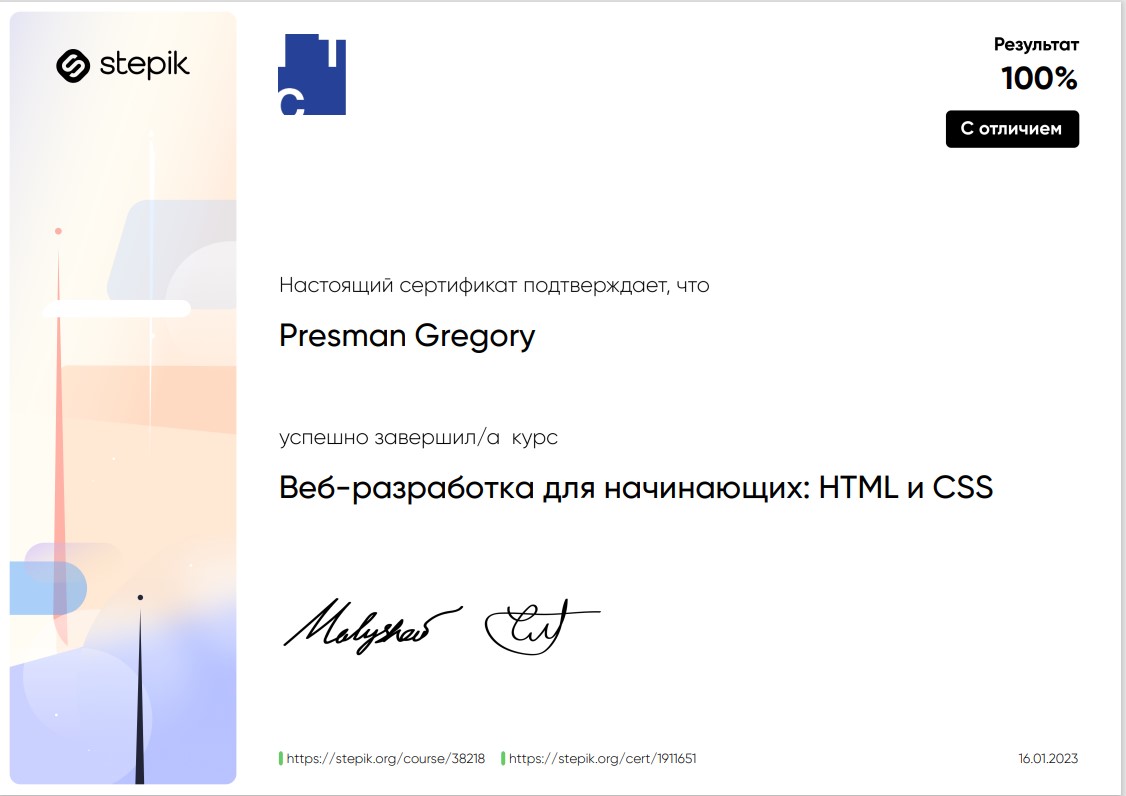 stepik
С
Результат
100%
С отличием
Настоящий сертификат подтверждает, что
Presman Gregory
успешно завершил/а  курс
Веб-разработка для начинающих: HTML и CSS
Malyshev
https://stepik.org/course/38218
https://stepik.org/cert/1911651
16.01.2023